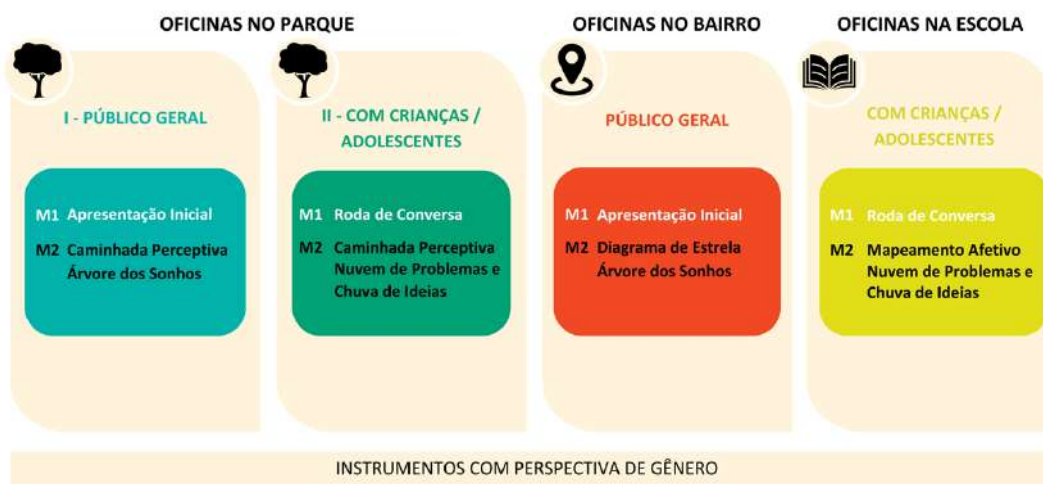 OFICINAS NO PARQUE
I - PÚBLICO GERAL
M1 Apresentação Inicial
M2 Caminhada Perceptiva
Árvore dos Sonhos
II - COM CRIANÇAS /
ADOLESCENTES
M1 Roda de Conversa
M2 Caminhada Perceptiva
Nuvem de Problemas e
Chuva de Ideias
OFICINAS NO BAIRRO
PÚBLICO GERAL
M1 Apresentação Inicial
M2 Diagrama de Estrela
Árvore dos Sonhos
OFICINAS NA ESCOLA
COM CRIANÇAS /
ADOLESCENTES
M1 Roda de Conversa
M2 Mapeamento Afetivo
Nuvem de Problemas e
Chuva de Ideias
INSTRUMENTOS COM PERSPECTIVA DE GÊNERO